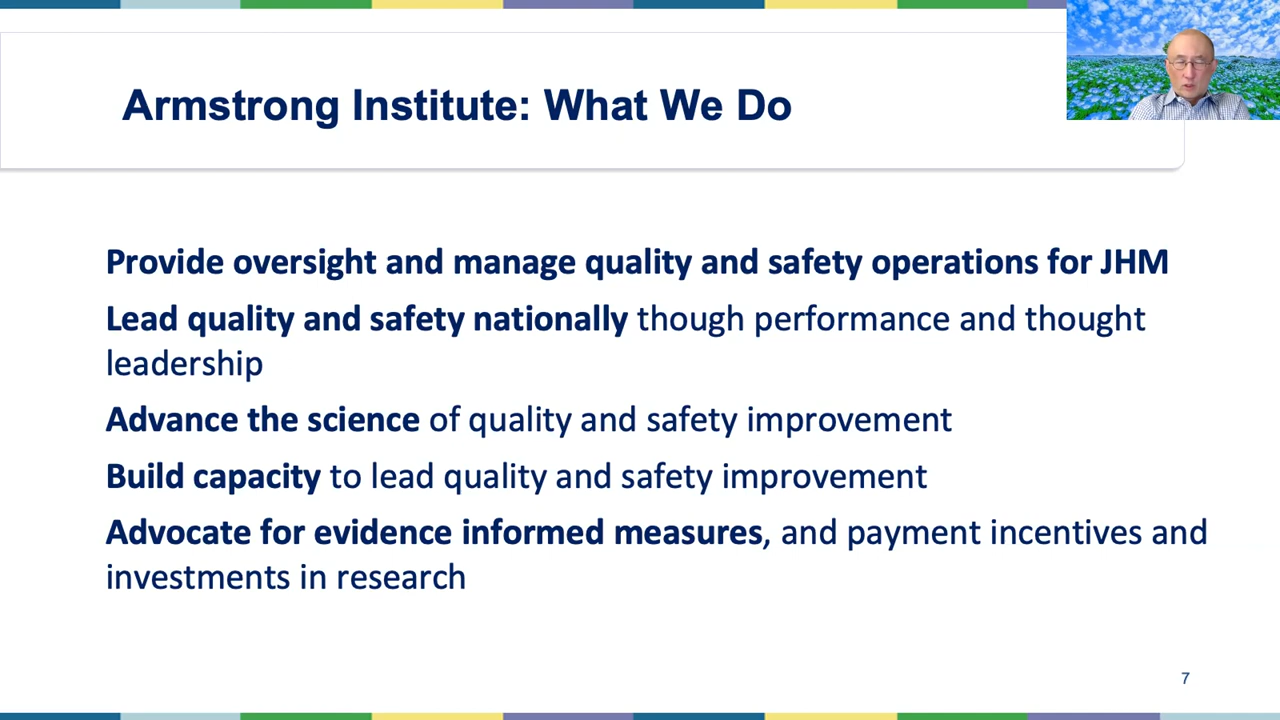 Armstrong Institute: What We Do
Provide oversight and manage quality and safety operations for JHM
Lead quality and safety nationally though performance and thought
leadership
Advance the science of quality and safety improvement
Build capacity to lead quality and safety improvement
Advocate for evidence informed measures, and payment incentives and
investments in research
7